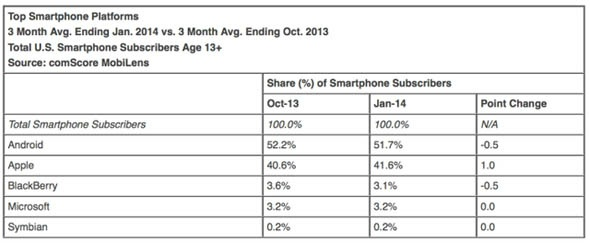 Top Smartphone Platforms
3 Month Avg. Ending Jan. 2014 vs. 3 Month Avg. Ending Oct. 2013
Total U.S. Smartphone Subscribers Age 13+
Source: comScore MobiLens
Share (%) of Smartphone Subscribers
Oct-13 Jan-14 Point Change
Total Smartphone Subscribers 100.0% 100.0% N/A
Android 52.2% 51.7% -0.5
Apple 40.6% 41.6% 1.0
BlackBerry 3.6% 3.1% -0.5
Microsoft 3.2% 3.2% 0.0
Symbian 0.2% 0.2% 0.0